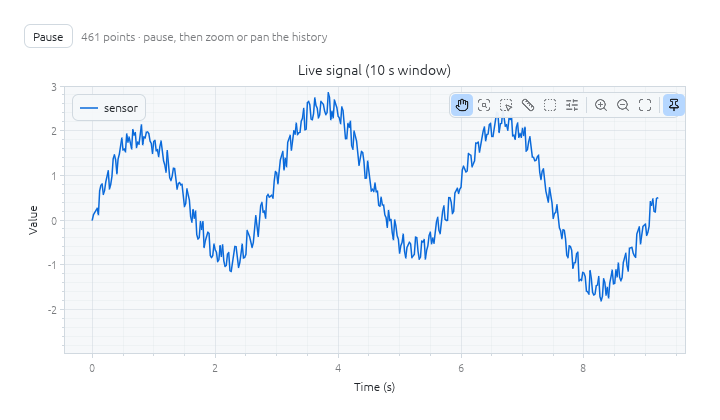 Pause
461 points · pause, then zoom or pan the history
Live signal (10 s window)
sensor
Value
3
2
1
0
-1
-2
0 2 4 6 8
Time (s)